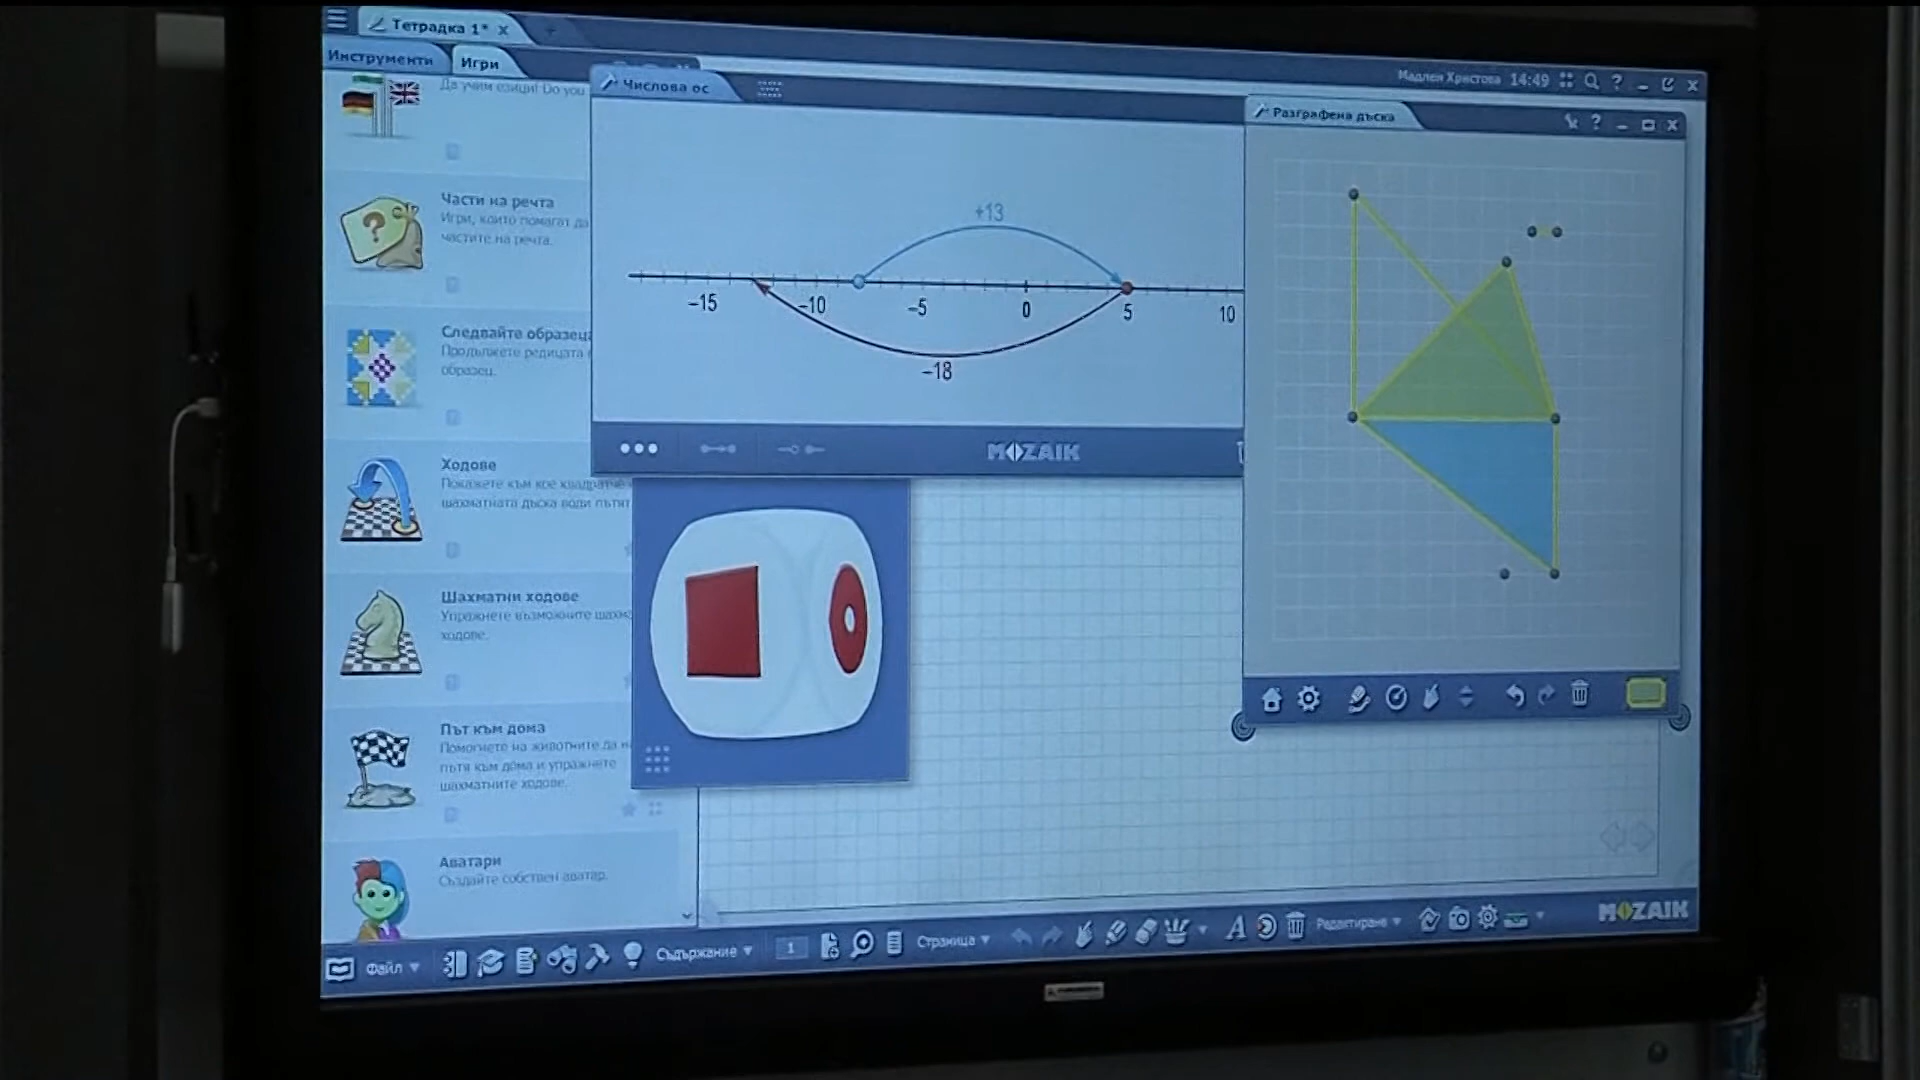 Тетрадка 1*
Инструменти
Игри
Мадлен Христова 14:49
Да учим езици! Do you
Части на речта
Игри, които помагат да
частите на речта.
Следвайте образеца
Продължете редицата
образец.
Ходове
Покажете към кое квадратче
шахматната дъска води пътят
Шахматни ходове
Упражнете възможните
ходове.
Път към дома
Помогнете на животните да
пътя към дома и упражнете
шахматните ходове.
Аватари
Създайте собствен аватар.
Числова ос
+13
-15 -10 -5 0 5 10
-18
MOZAIK
Разграфена дъска
Файл
Съдържание
1
Страница
Редактиране
MOZAIK